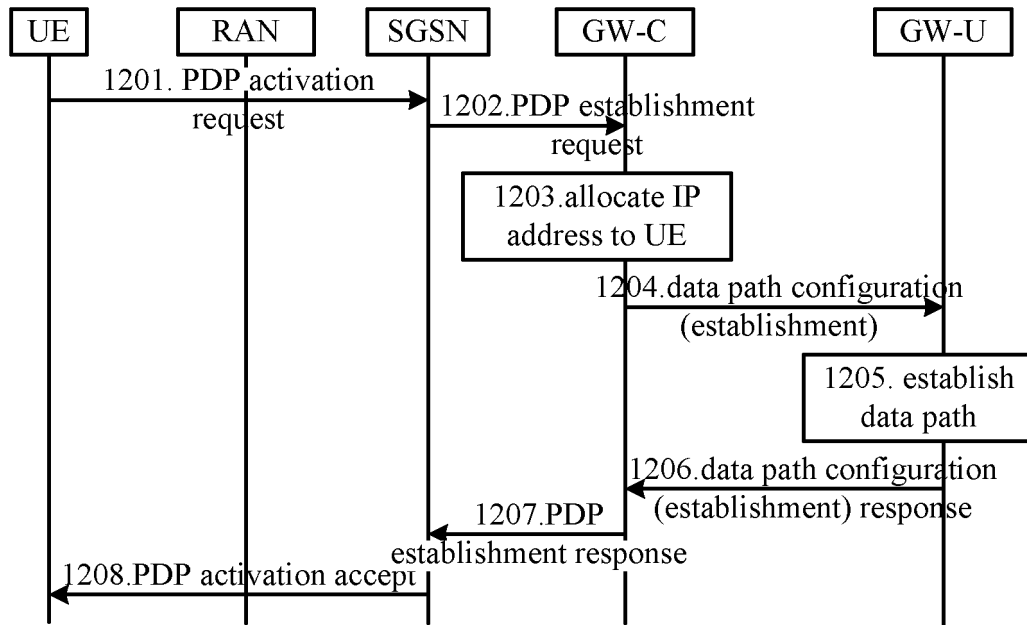 UE
RAN
SGSN
GW-C
GW-U
1201. PDP activation
request
1202.PDP establishment
request
1203.allocate IP
address to UE
1204.data path configuration
(establishment)
1205. establish
data path
1206.data path configuration
(establishment) response
1207.PDP
establishment response
1208.PDP activation accept